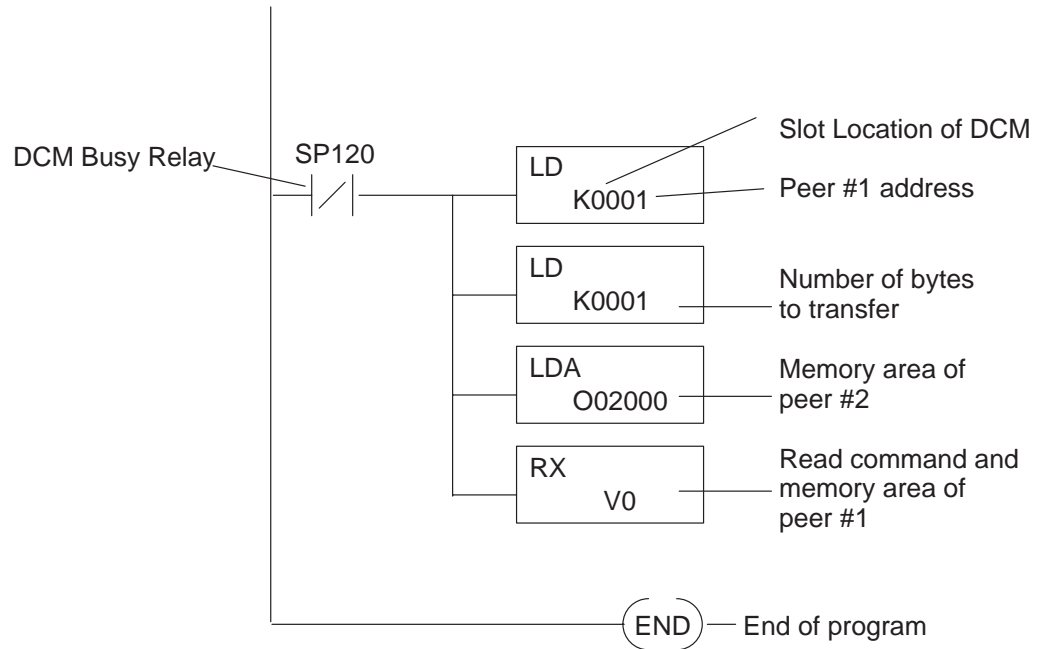 Slot Location of DCM
DCM Busy Relay
SP120
LD
K0001
Peer #1 address
LD
K0001
Number of bytes
to transfer
LDA
O02000
Memory area of
peer #2
RX
V0
Read command and
memory area of
peer #1
END
End of program